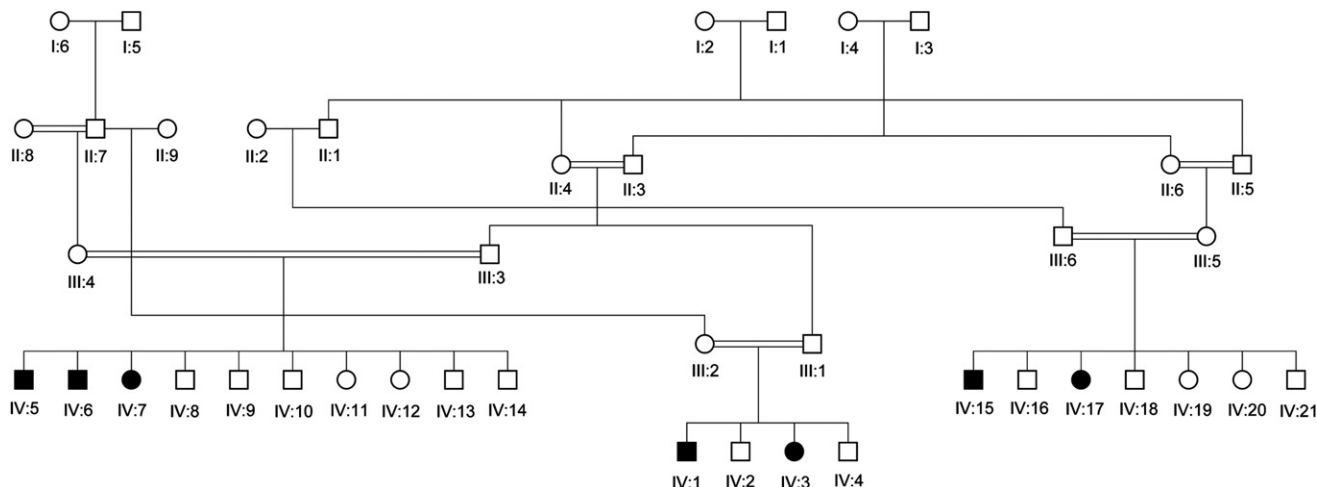 I:6 I:5 I:2 I:1 I:4 I:3
II:8 II:7 II:9 II:2 II:1
II:4 II:3 II:6 II:5
III:4 III:3 III:6 III:5
III:2 III:1
IV:5 IV:6 IV:7 IV:8 IV:9 IV:10 IV:11 IV:12 IV:13 IV:14 IV:15 IV:16 IV:17 IV:18 IV:19 IV:20 IV:21
IV:1 IV:2 IV:3 IV:4